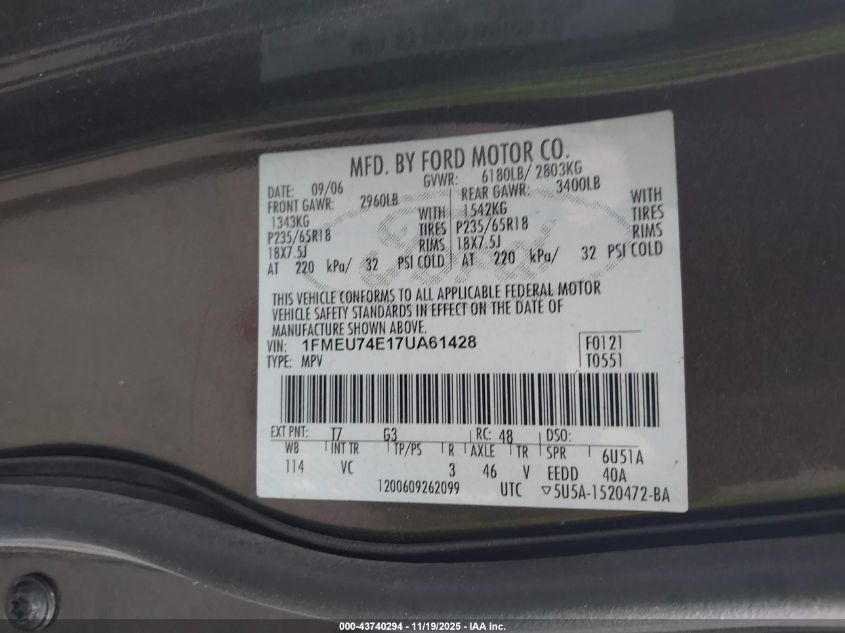 MFD. BY FORD MOTOR CO.
DATE: 09/06 GVWR: 6180LB/ 2803KG
FRONT GAWR: 2960LB REAR GAWR: 3400LB
1343KG WITH 1542KG WITH
P235/65R18 TIRES P235/65R18 TIRES
18X7.5J RIMS 18X7.5J RIMS
AT 220 kPa/ 32 PSI COLD AT 220 kPa/ 32 PSI COLD
THIS VEHICLE CONFORMS TO ALL APPLICABLE FEDERAL MOTOR
VEHICLE SAFETY STANDARDS IN EFFECT ON THE DATE OF
MANUFACTURE SHOWN ABOVE.
VIN: 1FMEU74E17UA61428 F0121
TYPE: MPV T0551
EXT PNT: T7 G3 RC: 48 DSO:
WB INT TR TP/PS R AXLE TR SPR 6U51A
114 VC 3 46 V EEDD 40A
1200609262099 UTC ▽5U5A-1520472-BA
000-43740294 - 11/19/2025 - IAA Inc.